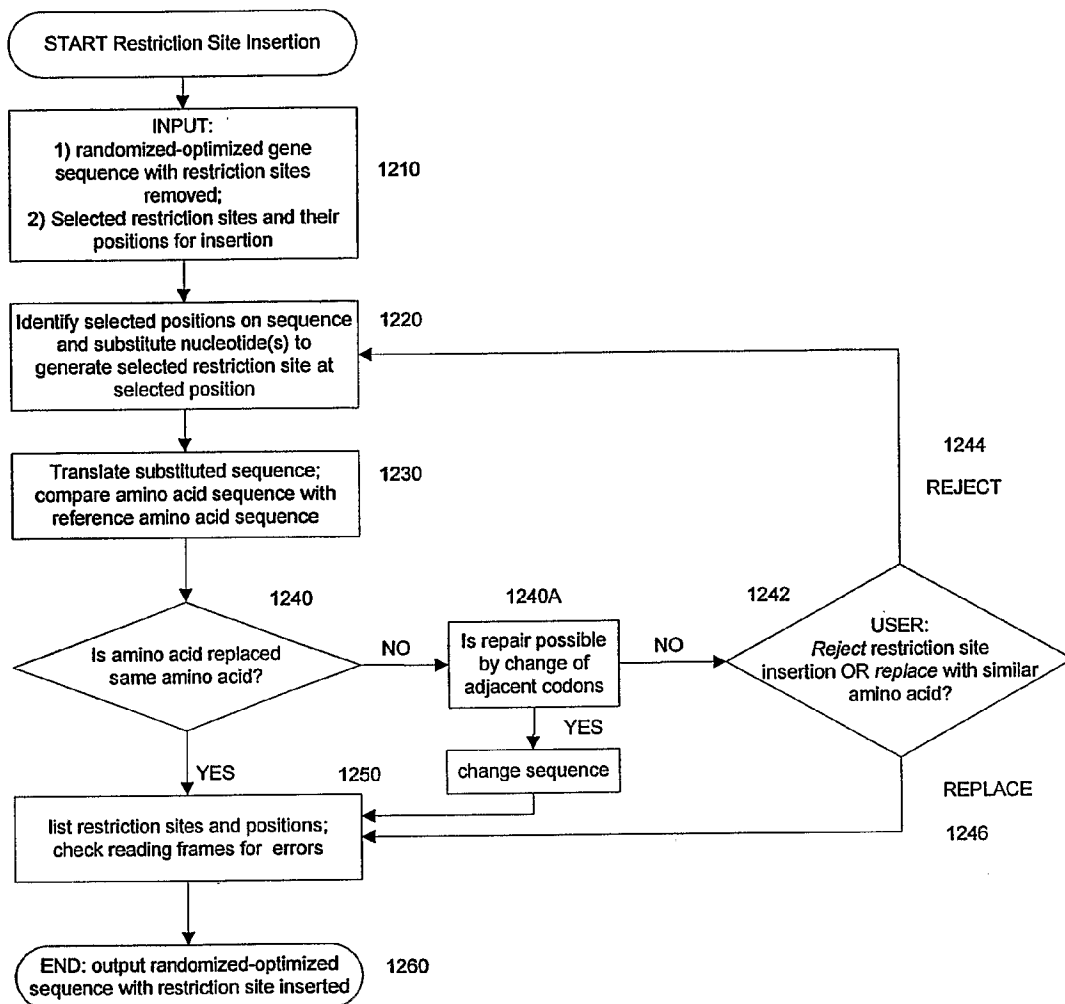 START Restriction Site Insertion
INPUT:
1) randomized-optimized gene
sequence with restriction sites
removed;
2) Selected restriction sites and their
positions for insertion
1210
Identify selected positions on sequence
and substitute nucleotide(s) to
generate selected restriction site at
selected position
1220
Translate substituted sequence;
compare amino acid sequence with
reference amino acid sequence
1230
1244
REJECT
1240
Is amino acid replaced
same amino acid?
NO
1240A
Is repair possible
by change of
adjacent codons
NO
1242
USER:
Reject restriction site
insertion OR replace with similar
amino acid?
YES
YES
change sequence
REPLACE
1246
1250
list restriction sites and positions;
check reading frames for errors
END: output randomized-optimized
sequence with restriction site inserted
1260